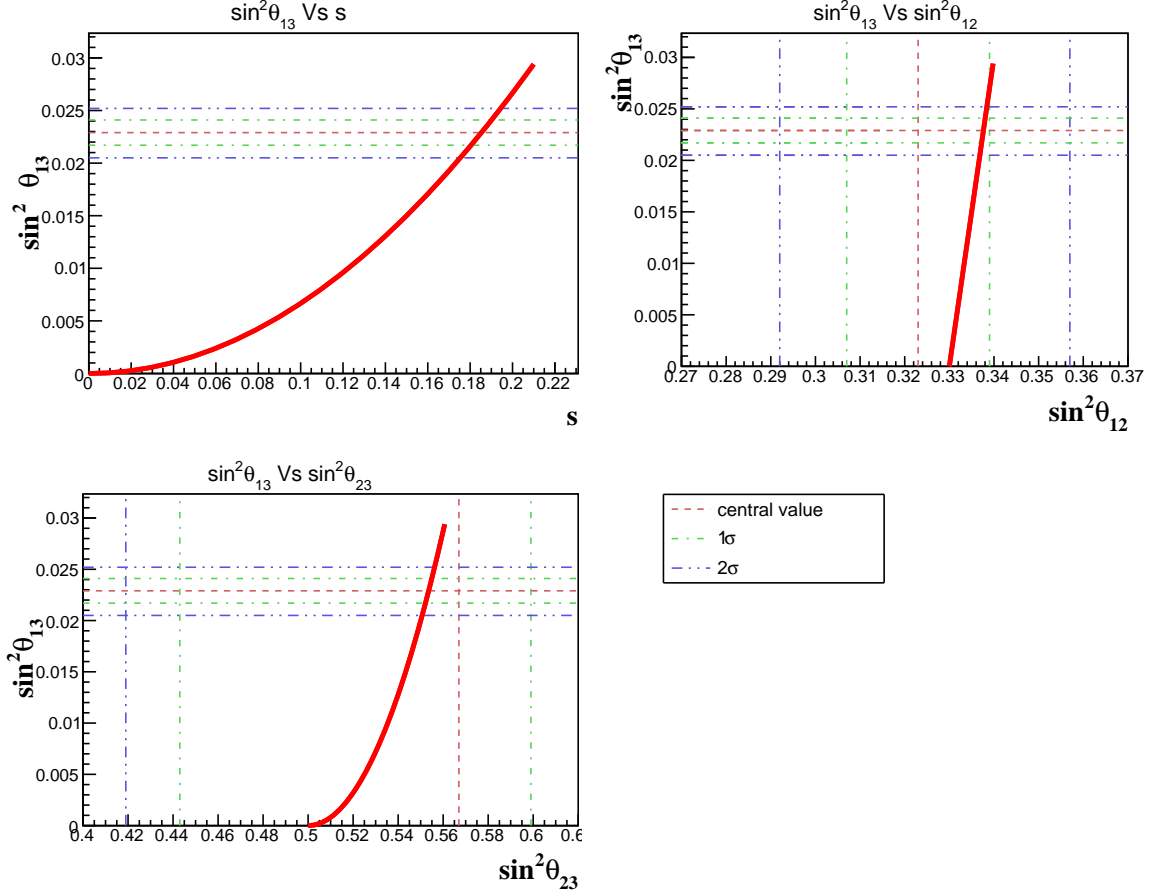 sin²θ₁₃ Vs s
sin² θ₁₃
0.03
0.025
0.02
0.015
0.01
0.005
0
0 0.02 0.04 0.06 0.08 0.1 0.12 0.14 0.16 0.18 0.2 0.22
s
sin²θ₁₃ Vs sin²θ₁₂
sin²θ₁₃
0.03
0.025
0.02
0.015
0.01
0.005
0
0.27 0.28 0.29 0.3 0.31 0.32 0.33 0.34 0.35 0.36 0.37
sin²θ₁₂
sin²θ₁₃ Vs sin²θ₂₃
sin²θ₁₃
0.03
0.025
0.02
0.015
0.01
0.005
0
0.4 0.42 0.44 0.46 0.48 0.5 0.52 0.54 0.56 0.58 0.6 0.6
sin²θ₂₃
central value
1σ
2σ